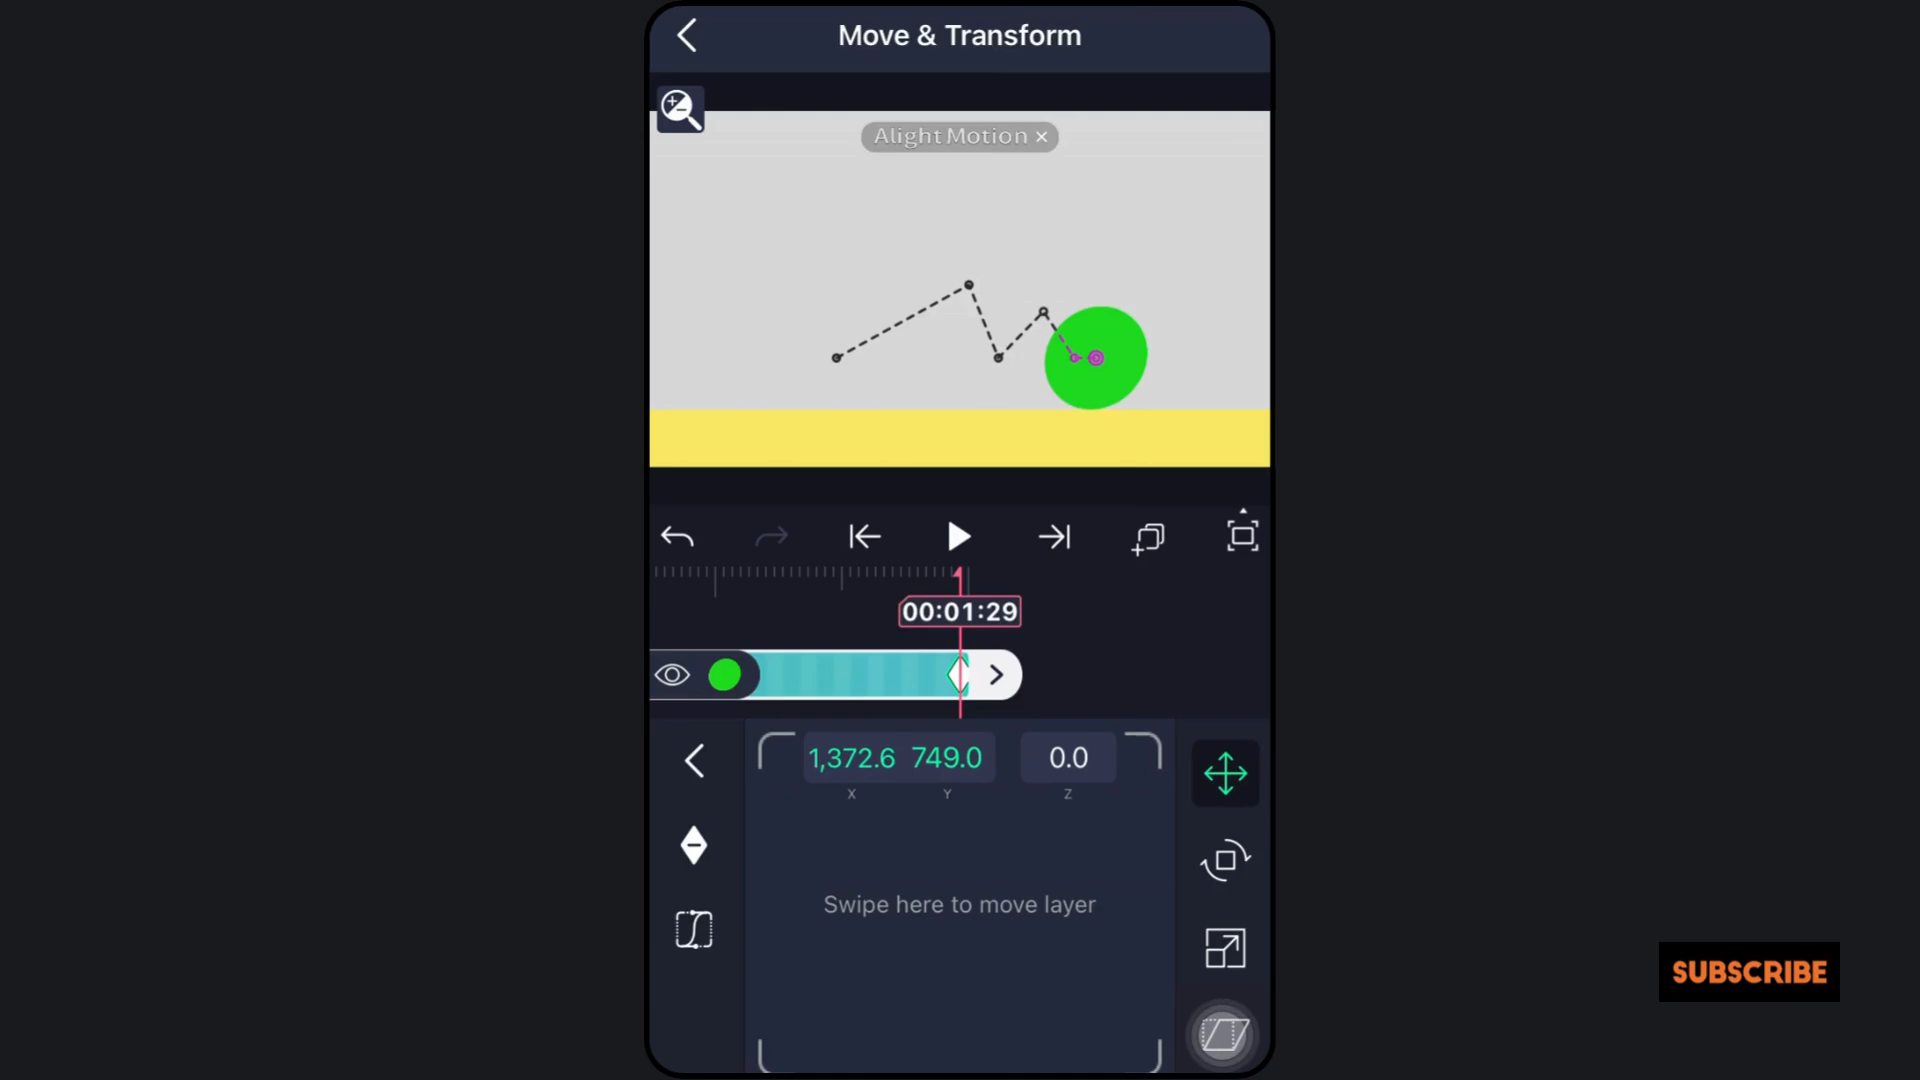 Move & Transform
Alight Motion ×
00:01:29
1,372.6 749.0 0.0
X Y Z
Swipe here to move layer
SUBSCRIBE